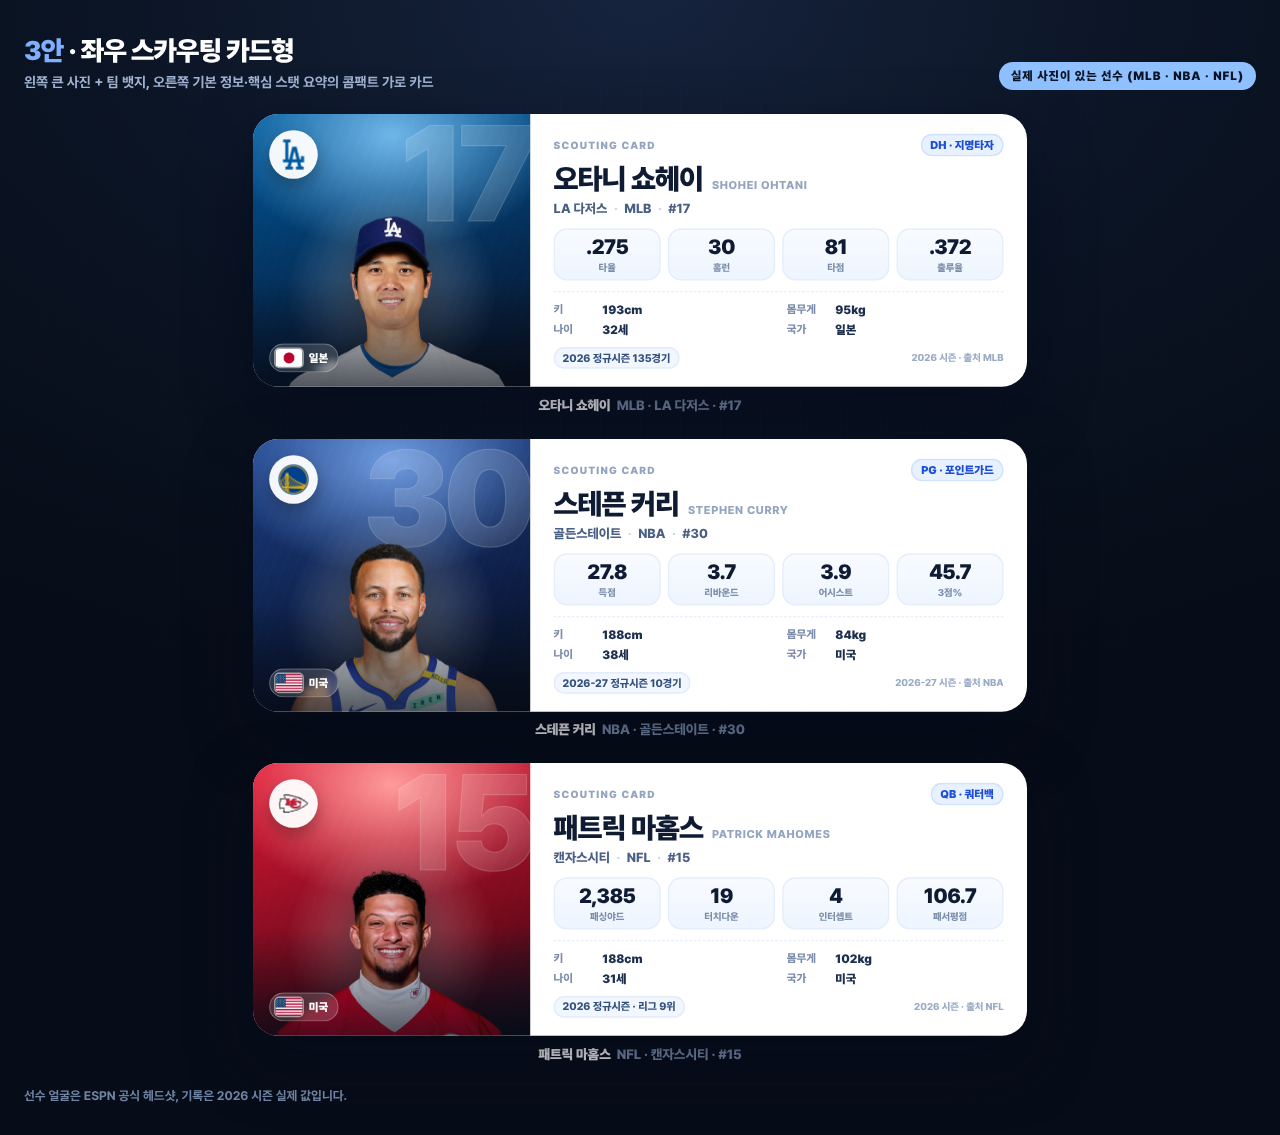 3안 · 좌우 스카우팅 카드형
왼쪽 큰 사진 + 팀 뱃지, 오른쪽 기본 정보·핵심 스탯 요약의 콤팩트 가로 카드
실제 사진이 있는 선수 (MLB · NBA · NFL)
LA
17
LA
일본
SCOUTING CARD
DH · 지명타자
오타니 쇼헤이 SHOHEI OHTANI
LA 다저스 · MLB · #17
.275 30 81 .372
타율 홈런 타점 출루율
키 193cm 몸무게 95kg
나이 32세 국가 일본
2026 정규시즌 135경기 2026 시즌 · 출처 MLB
오타니 쇼헤이 MLB · LA 다저스 · #17
30
미국
SCOUTING CARD
PG · 포인트가드
스테픈 커리 STEPHEN CURRY
골든스테이트 · NBA · #30
27.8 3.7 3.9 45.7
득점 리바운드 어시스트 3점%
키 188cm 몸무게 84kg
나이 38세 국가 미국
2026-27 정규시즌 10경기 2026-27 시즌 · 출처 NBA
스테픈 커리 NBA · 골든스테이트 · #30
KC
15
미국
SCOUTING CARD
QB · 쿼터백
패트릭 마홈스 PATRICK MAHOMES
캔자스시티 · NFL · #15
2,385 19 4 106.7
패싱야드 터치다운 인터셉트 패서평점
키 188cm 몸무게 102kg
나이 31세 국가 미국
2026 정규시즌 · 리그 9위 2026 시즌 · 출처 NFL
패트릭 마홈스 NFL · 캔자스시티 · #15
선수 얼굴은 ESPN 공식 헤드샷, 기록은 2026 시즌 실제 값입니다.